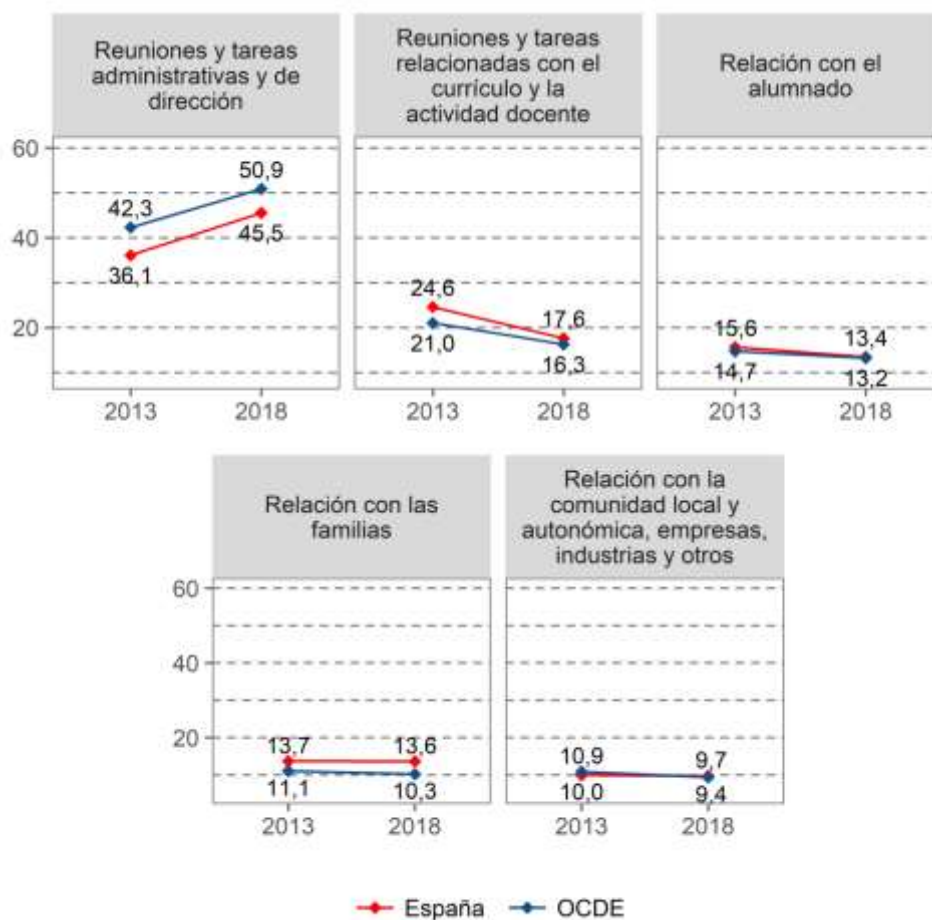 Reuniones y tareas
administrativas y de
dirección
Reuniones y tareas
relacionadas con el
currículo y la
actividad docente
Relación con el
alumnado
60
40
20
42,3
50,9
36,1
45,5
24,6
17,6
21,0
16,3
15,6
13,4
14,7
13,2
2013
2018
2013
2018
2013
2018
Relación con las
familias
Relación con la
comunidad local y
autonómica, empresas,
industrias y otros
60
40
20
13,7
13,6
11,1
10,3
10,9
9,7
10,0
9,4
2013
2018
2013
2018
España
OCDE